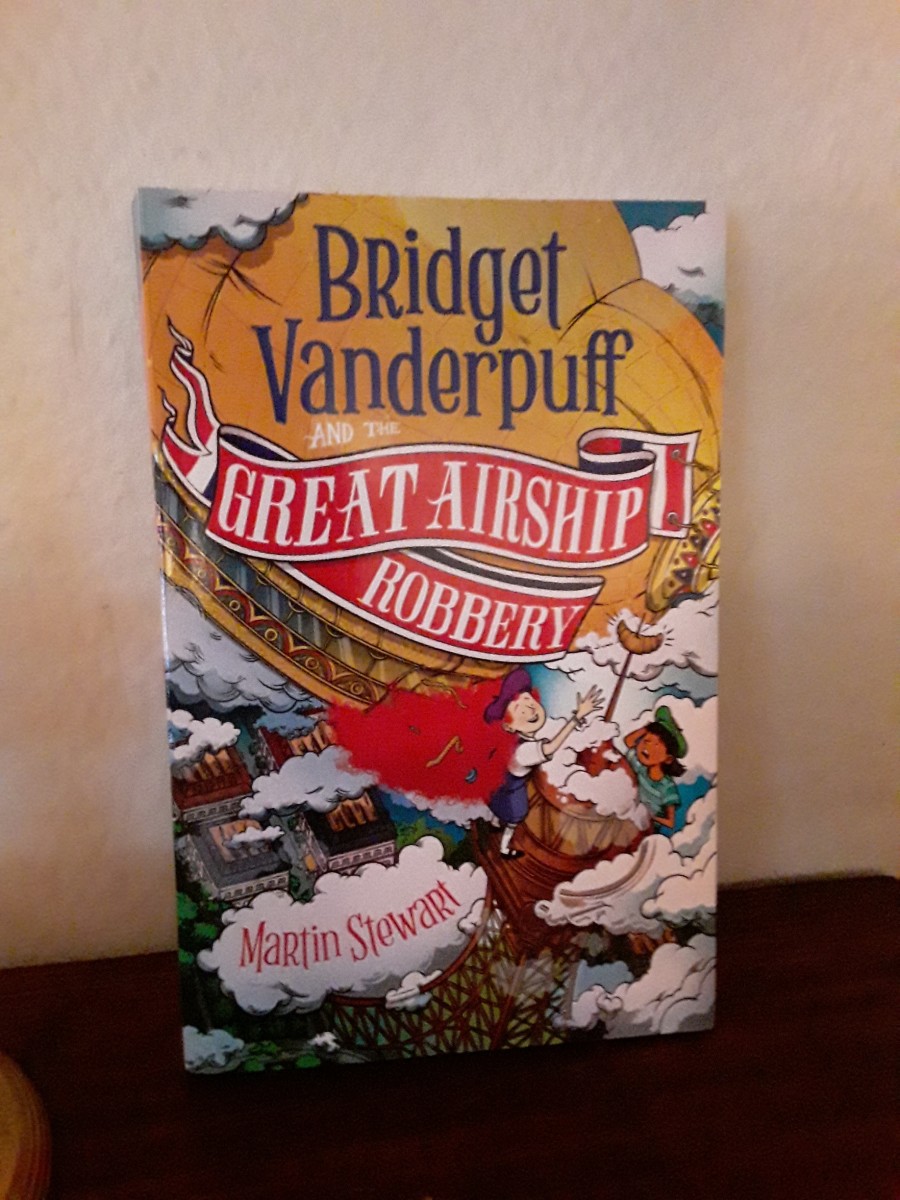 Bridget
Vanderpuff
AND THE
GREAT AIRSHIP
ROBBERY
Martin Stewart